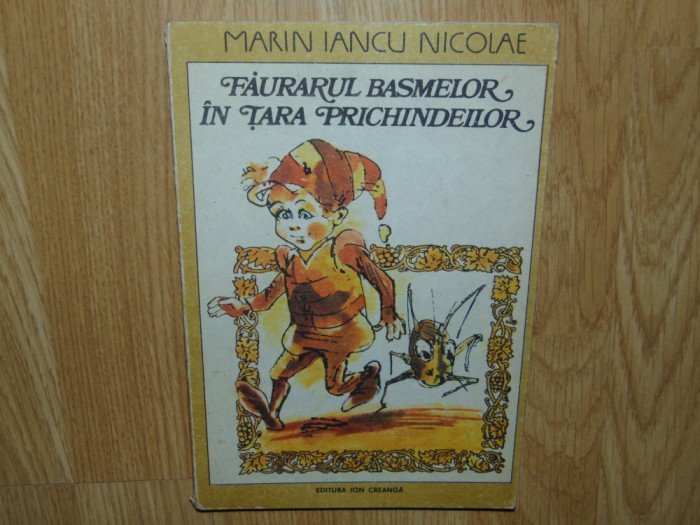 MARIN IANCU NICOLAE
FĂURARUL BASMELOR
ÎN ȚARA PRICHINDEILOR
EDITURA ION CREANGĂ